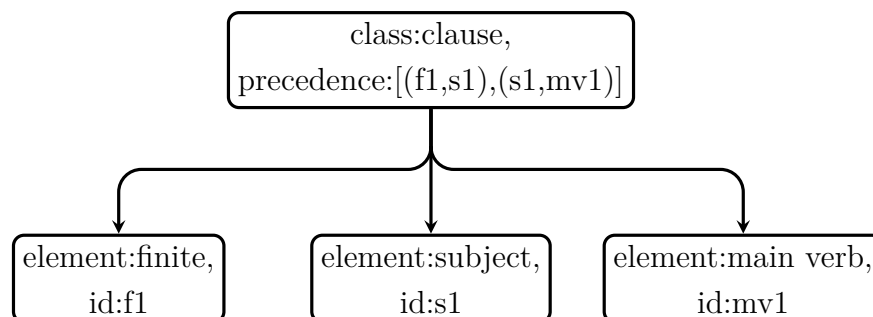 class:clause,
precedence:[(f1,s1),(s1,mv1)]
element:finite,
id:f1
element:subject,
id:s1
element:main verb,
id:mv1